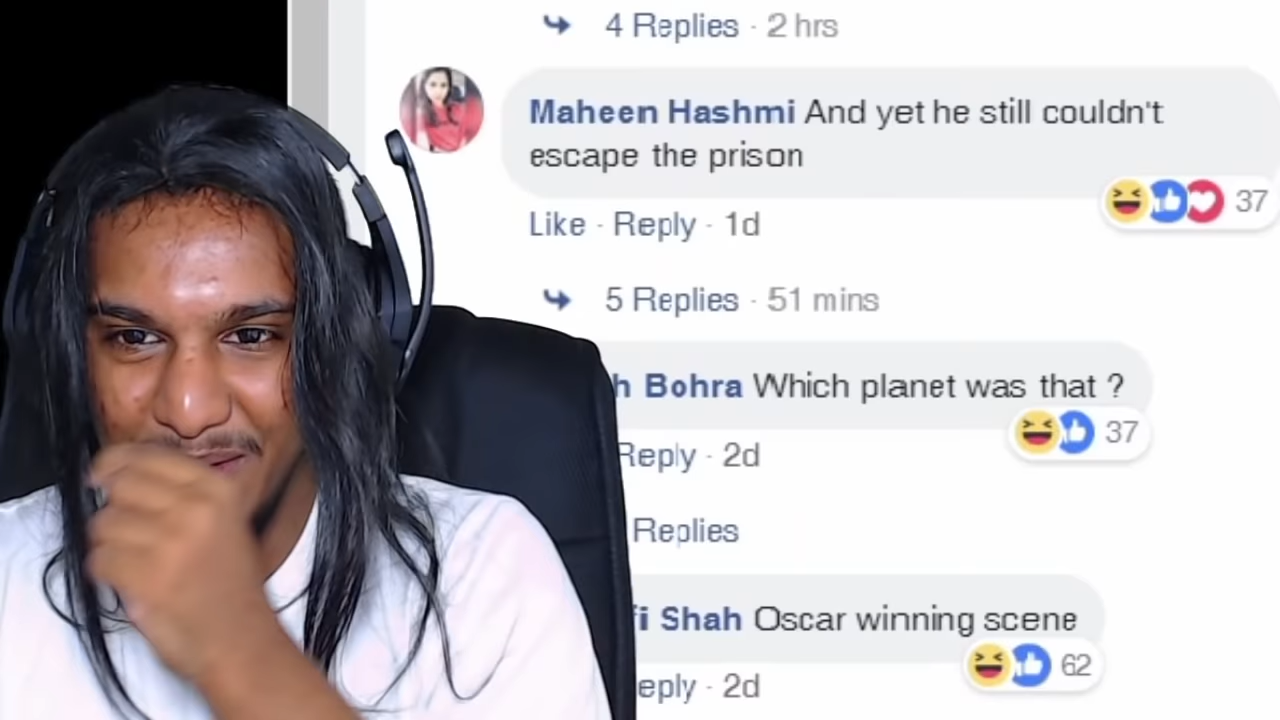 4 Replies · 2 hrs
Maheen Hashmi And yet he still couldn't
escape the prison
37
Like · Reply · 1d
5 Replies · 51 mins
h Bohra Which planet was that ?
37
Reply · 2d
Replies
fi Shah Oscar winning scene
62
eply · 2d